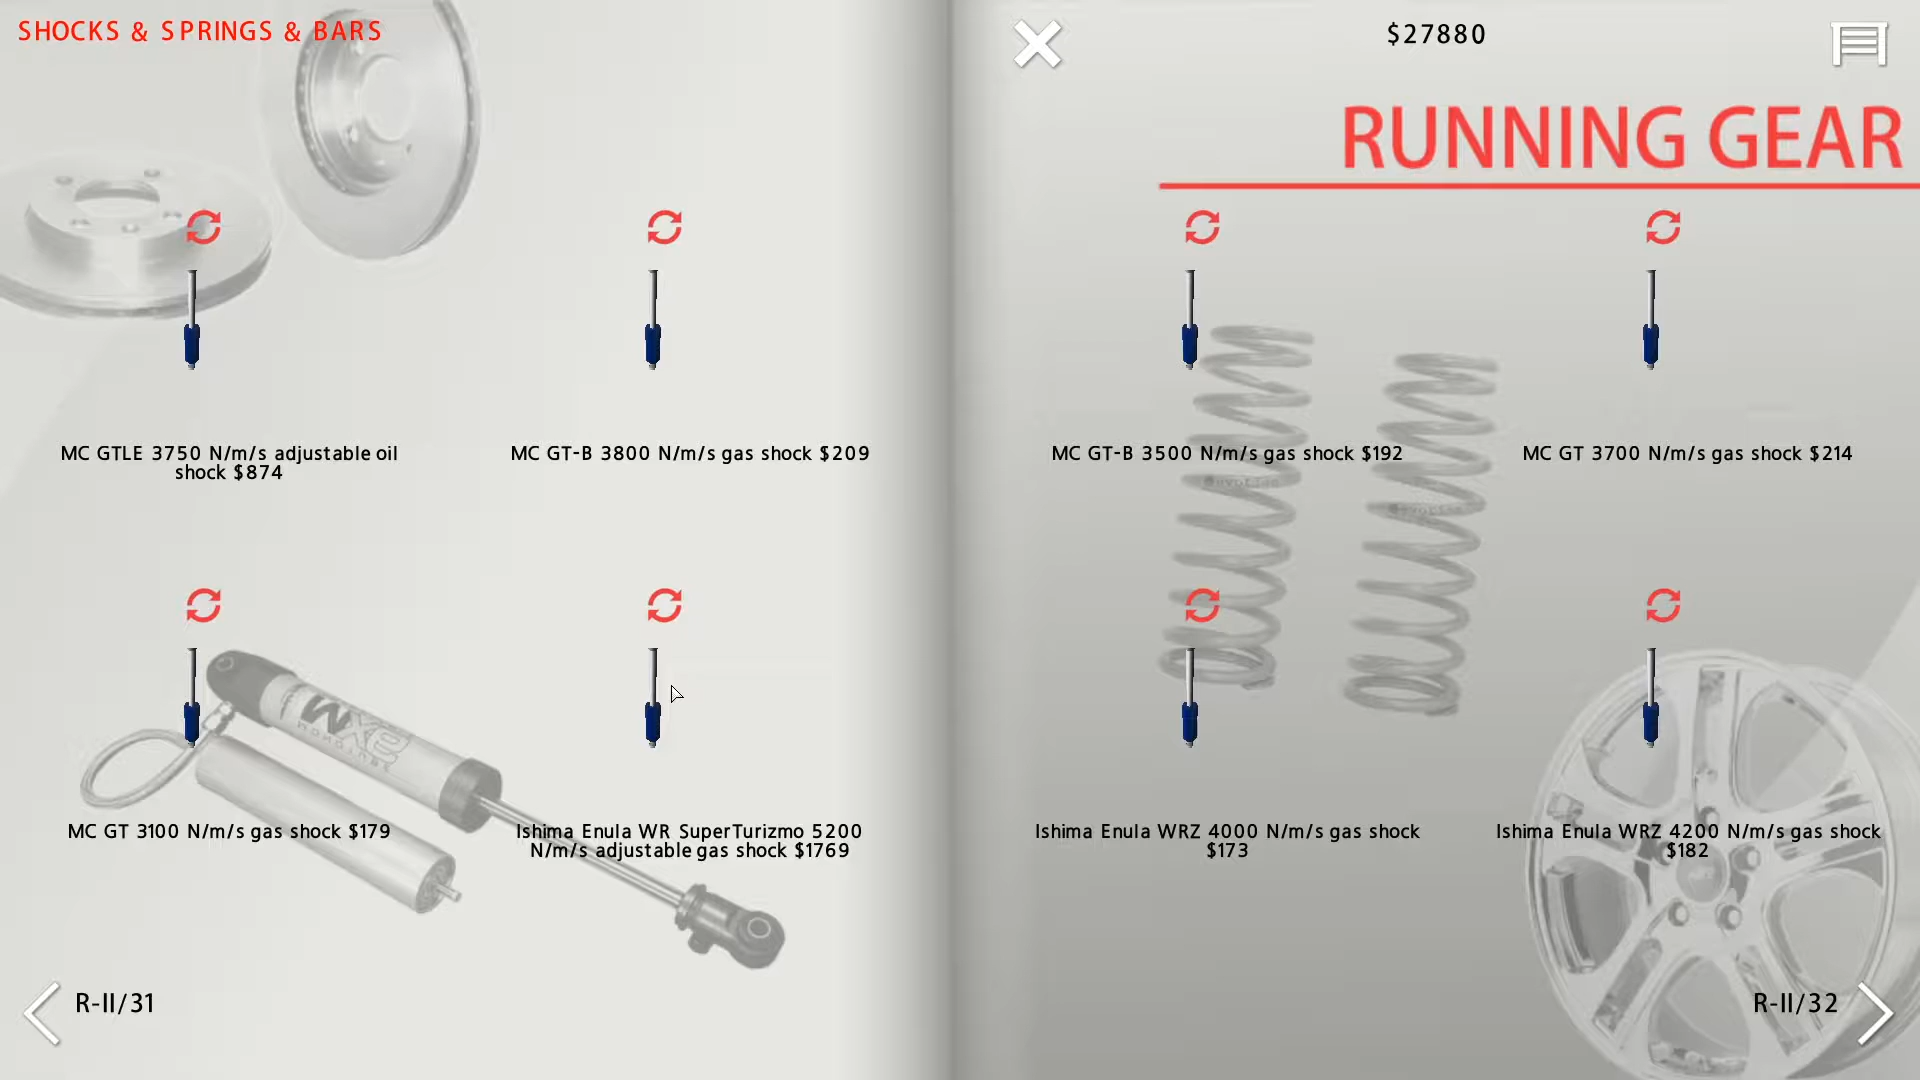 SHOCKS & SPRINGS & BARS
$27880
RUNNING GEAR
MC GTLE 3750 N/m/s adjustable oil
shock $874
MC GT-B 3800 N/m/s gas shock $209
MC GT-B 3500 N/m/s gas shock $192
MC GT 3700 N/m/s gas shock $214
MC GT 3100 N/m/s gas shock $179
Ishima Enula WR SuperTurizmo 5200
N/m/s adjustable gas shock $1769
Ishima Enula WRZ 4000 N/m/s gas shock
$173
Ishima Enula WRZ 4200 N/m/s gas shock
$182
R-II/31
R-II/32